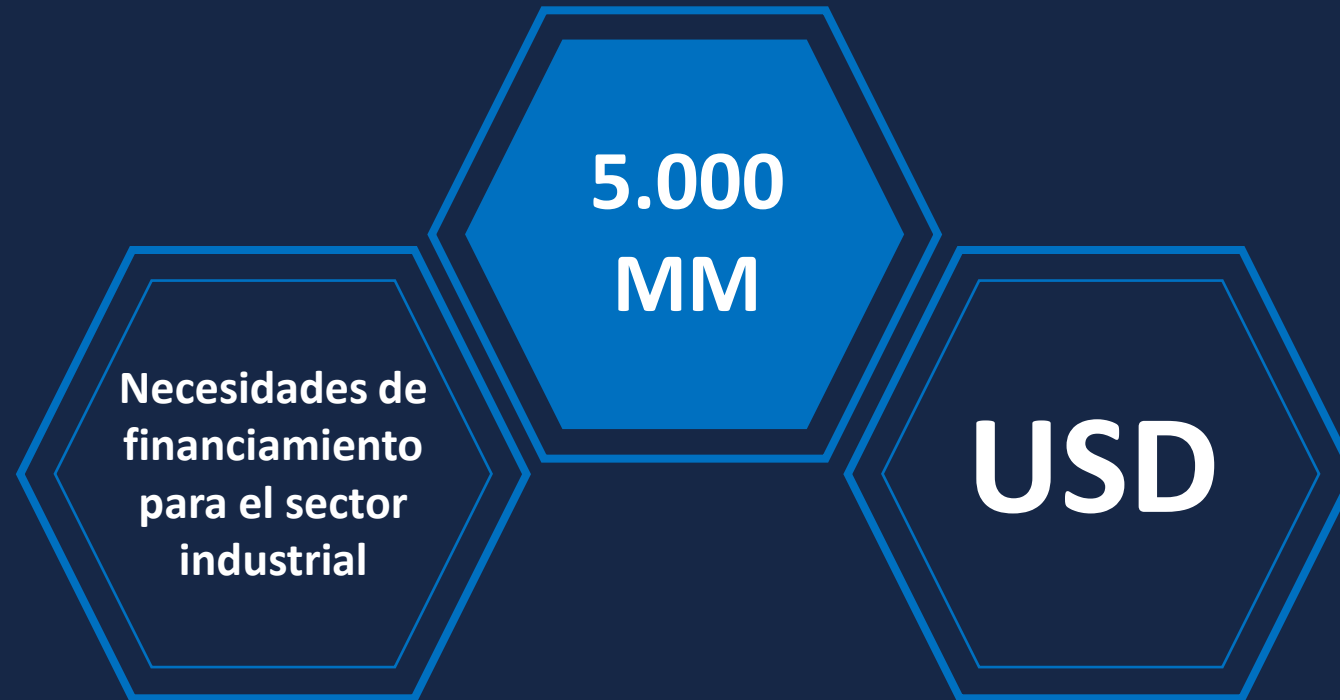 Necesidades de
financiamiento
para el sector
industrial
5.000
MM
USD